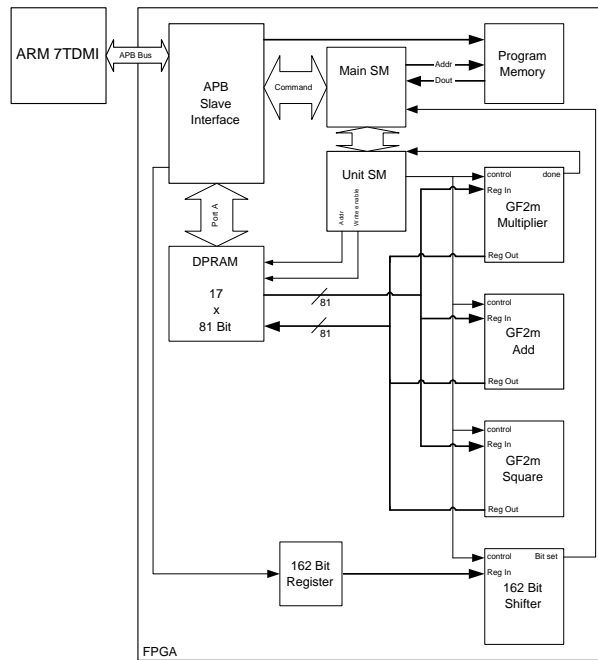 ARM 7TDMI
APB Bus
APB
Slave
Interface
Command
Main SM
Addr
Dout
Program
Memory
Unit SM
Port A
Addr
Write enable
DPRAM
17
x
81 Bit
81
81
control
done
Reg In
GF2m
Multiplier
Reg Out
control
Reg In
GF2m
Add
Reg Out
control
Reg In
GF2m
Square
Reg Out
162 Bit
Register
control
Bit set
Reg In
162 Bit
Shifter
FPGA